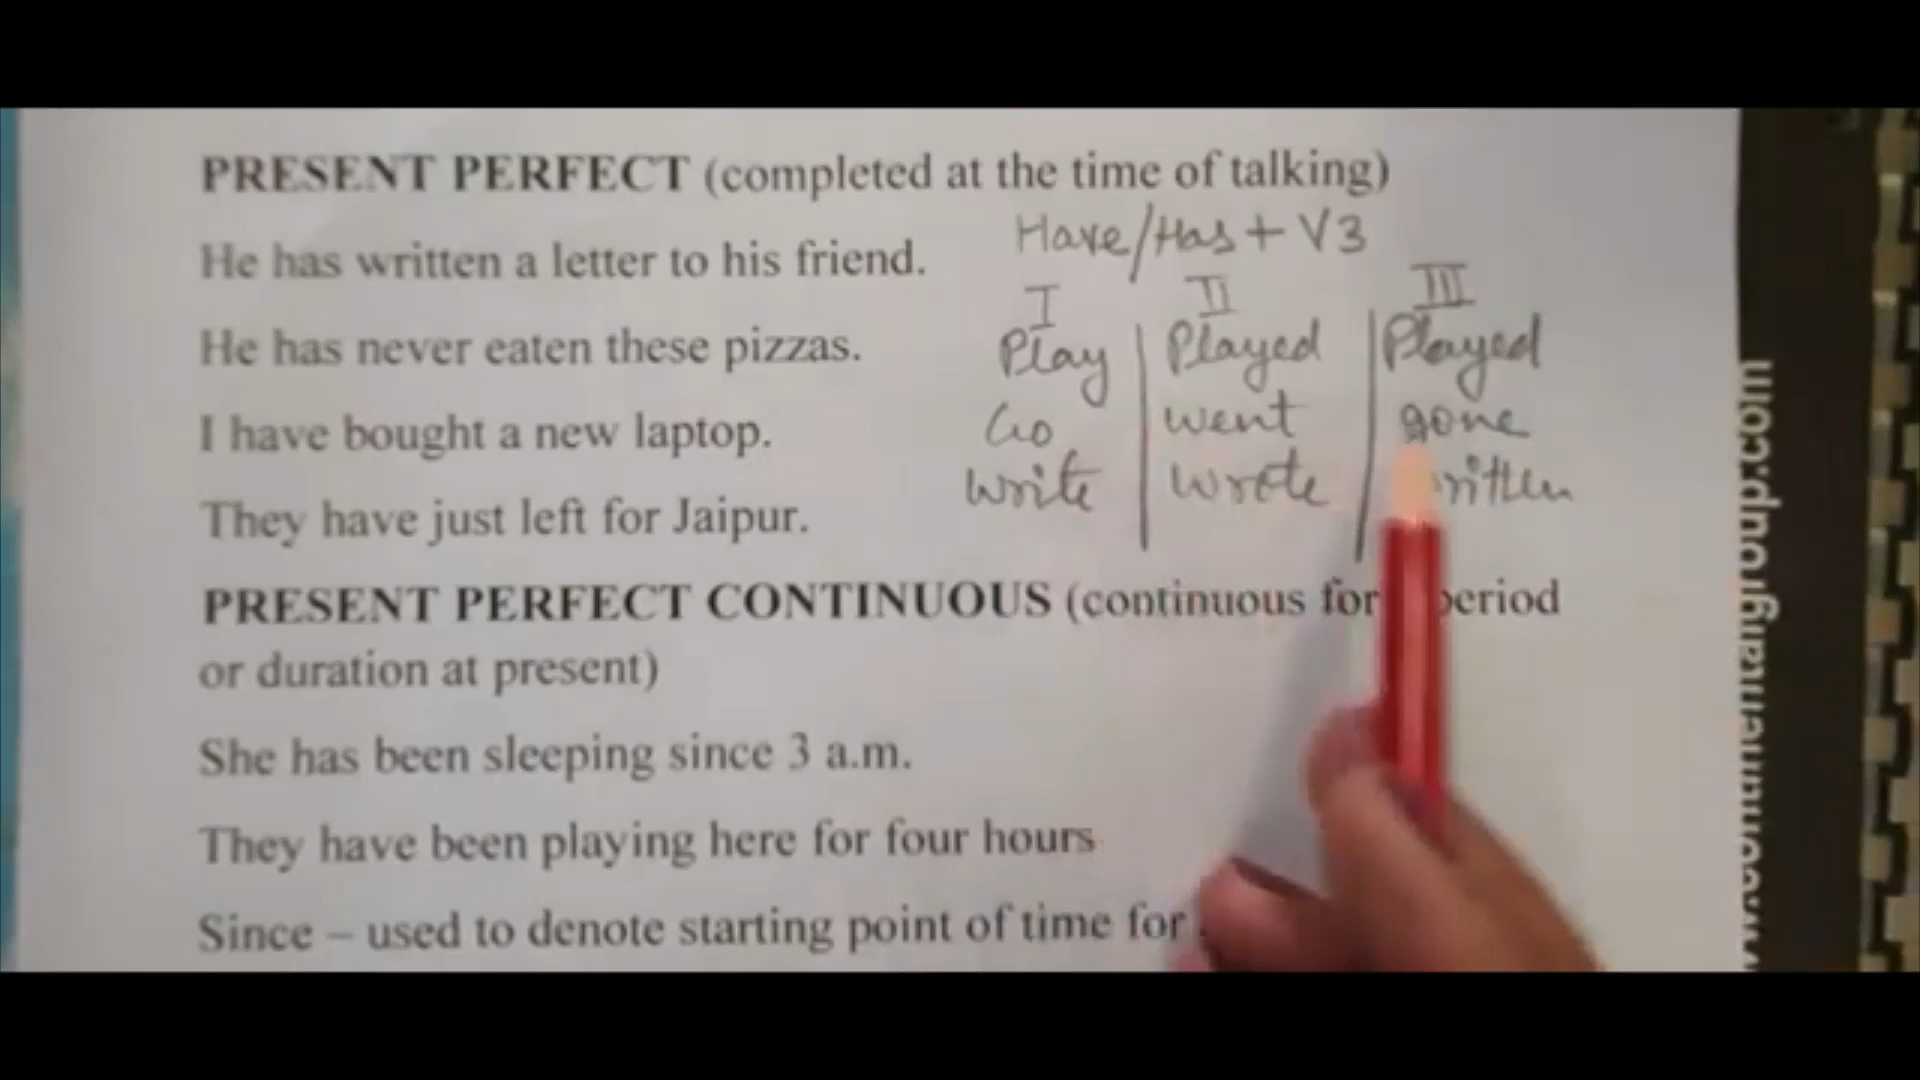 PRESENT PERFECT (completed at the time of talking)
Have/Has + V3
He has written a letter to his friend.
I II III
He has never eaten these pizzas.
Play Played Played
I have bought a new laptop.
Go went gone
write wrote
They have just left for Jaipur.
PRESENT PERFECT CONTINUOUS (continuous for period
or duration at present)
She has been sleeping since 3 a.m.
They have been playing here for four hours
Since – used to denote starting point of time for